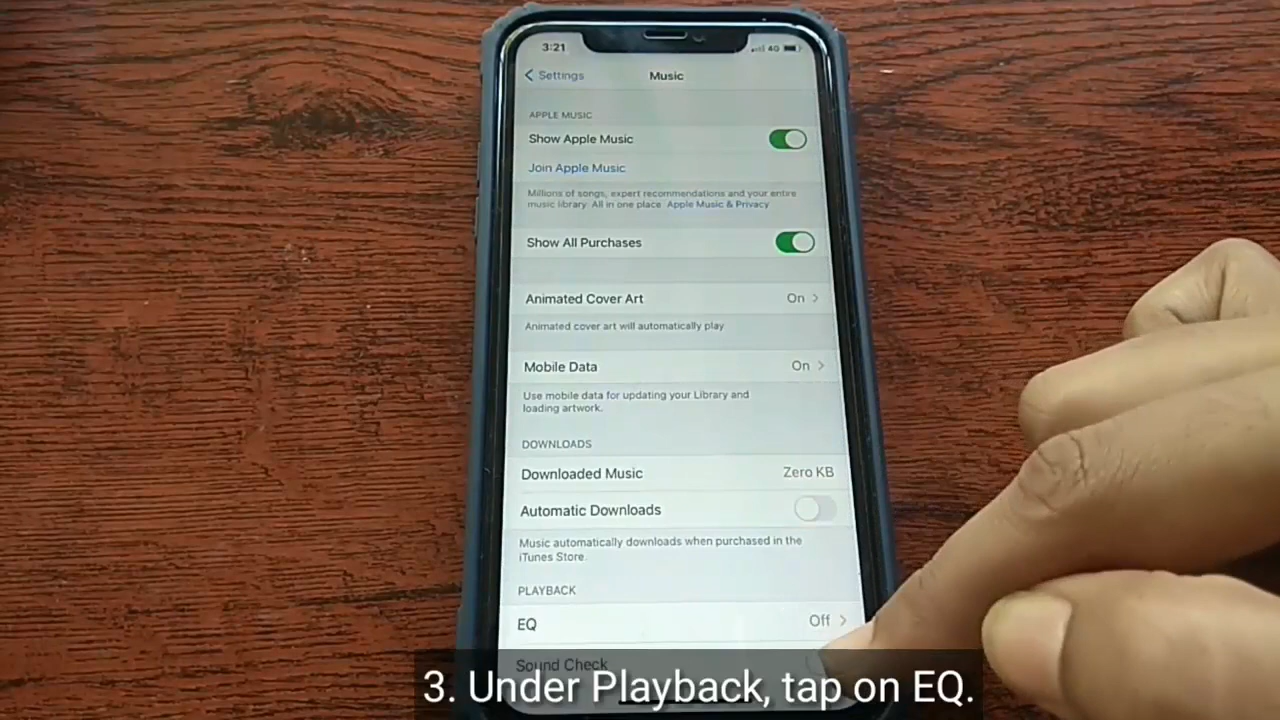 3:21
4G
Settings
Music
APPLE MUSIC
Show Apple Music
Join Apple Music
Millions of songs, expert recommendations and your entire
music library. All in one place. Apple Music & Privacy
Show All Purchases
Animated Cover Art On
Animated cover art will automatically play
Mobile Data On
Use mobile data for updating your Library and
loading artwork.
DOWNLOADS
Downloaded Music Zero KB
Automatic Downloads
Music automatically downloads when purchased in the
iTunes Store.
PLAYBACK
EQ Off
Sound Check
3. Under Playback, tap on EQ.